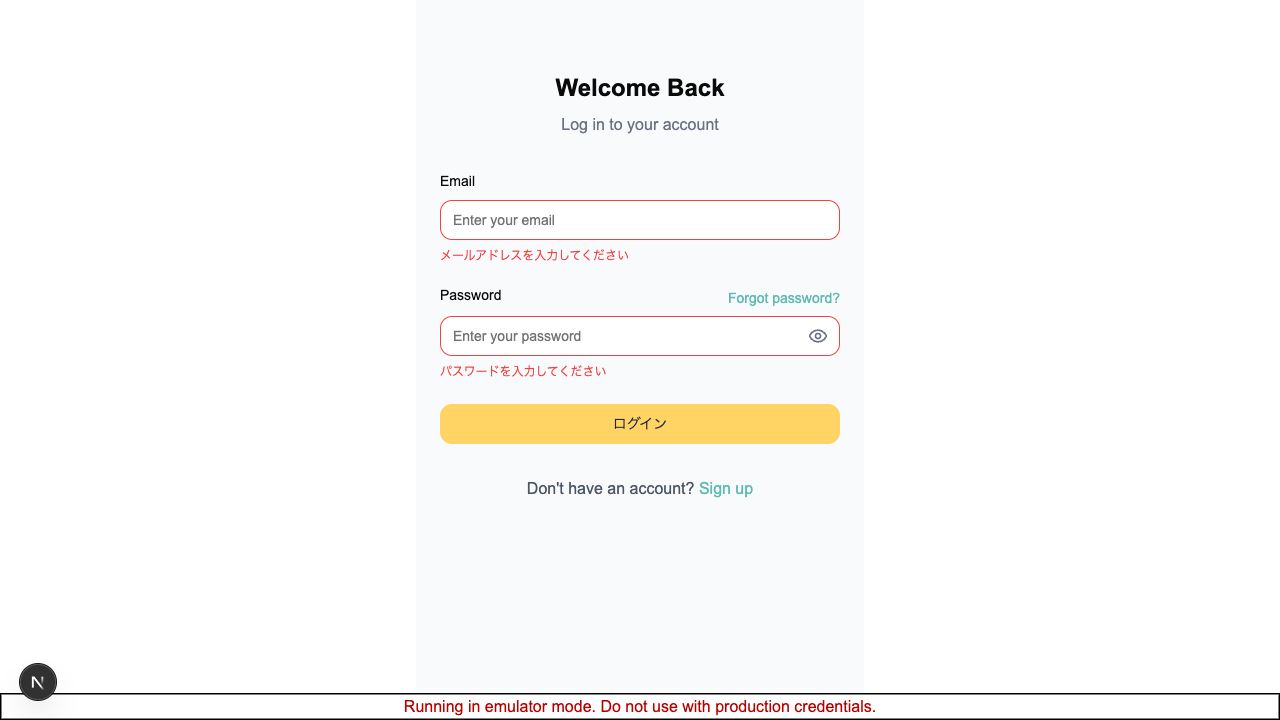 Welcome Back
Log in to your account
Email
Enter your email
メールアドレスを入力してください
Password
Forgot password?
Enter your password
パスワードを入力してください
ログイン
Don't have an account? Sign up
N
Running in emulator mode. Do not use with production credentials.